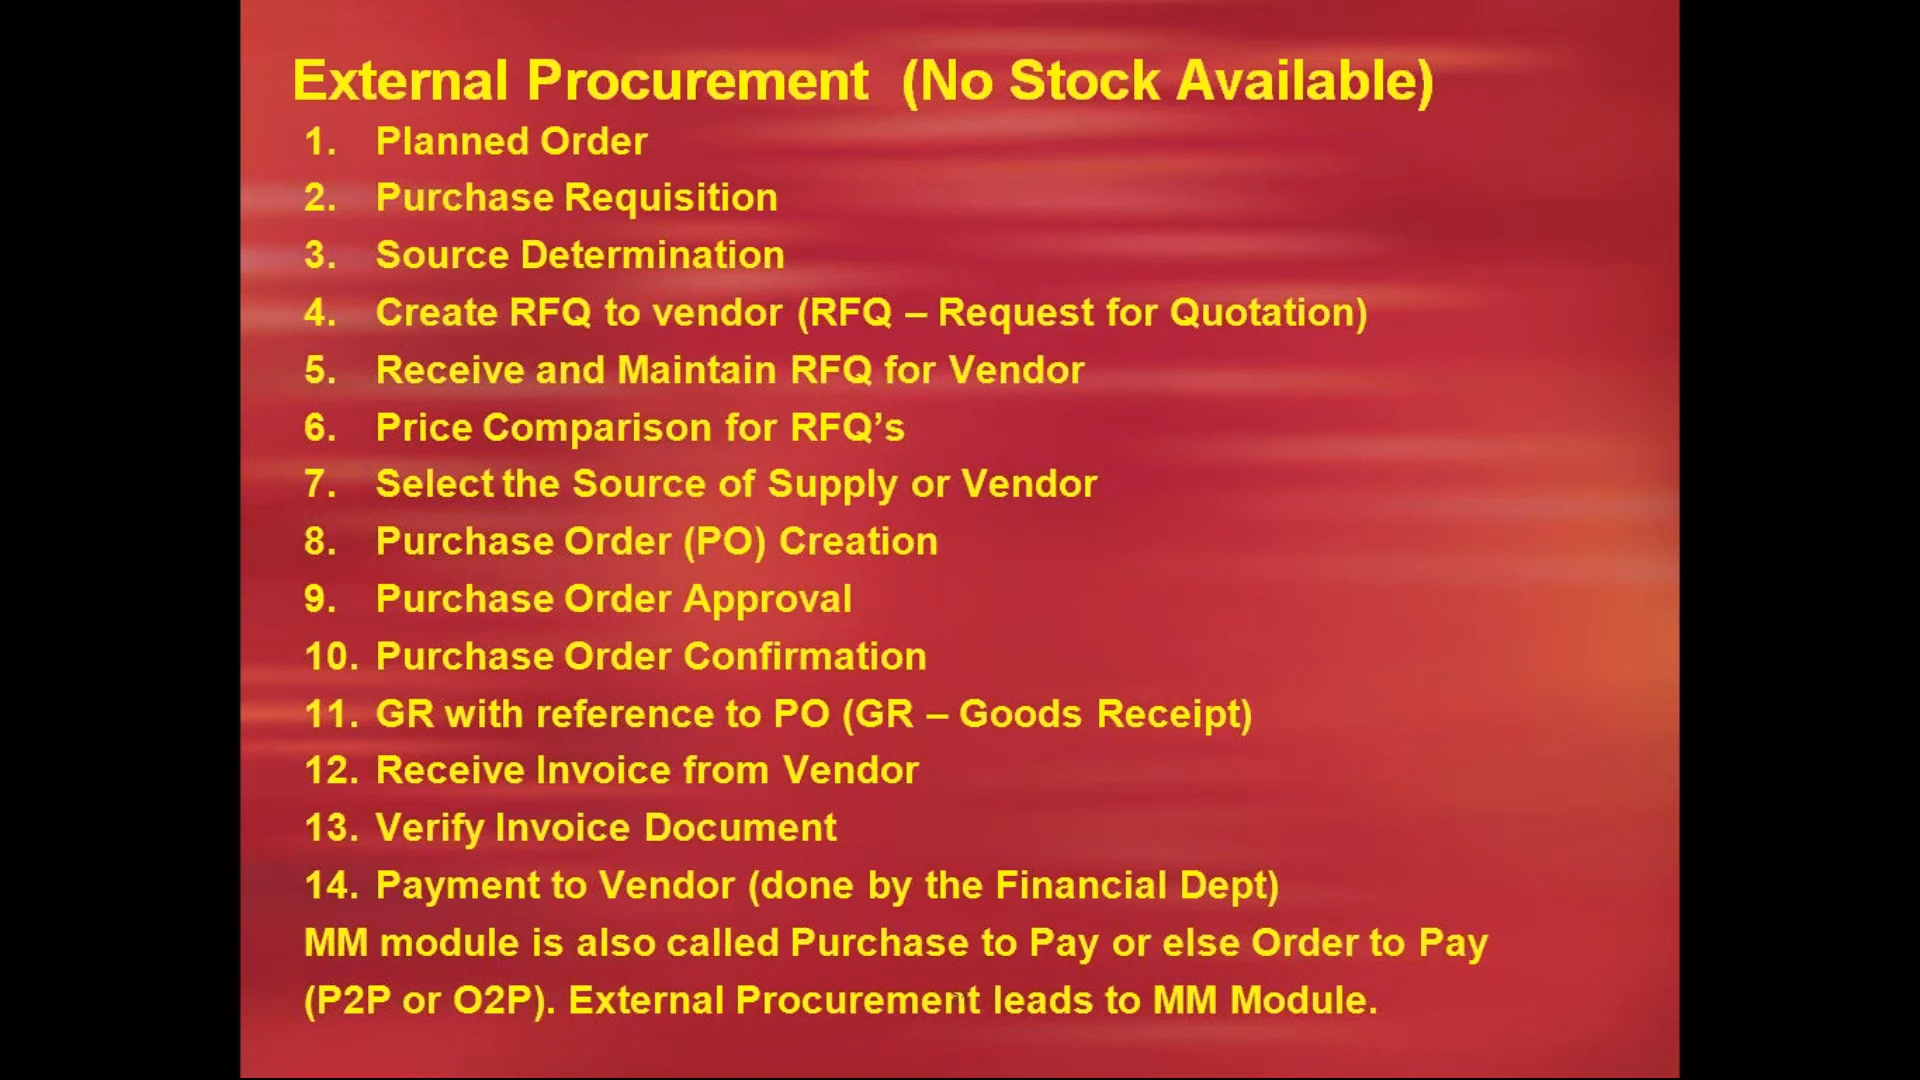 External Procurement (No Stock Available)
1. Planned Order
2. Purchase Requisition
3. Source Determination
4. Create RFQ to vendor (RFQ – Request for Quotation)
5. Receive and Maintain RFQ for Vendor
6. Price Comparison for RFQ’s
7. Select the Source of Supply or Vendor
8. Purchase Order (PO) Creation
9. Purchase Order Approval
10. Purchase Order Confirmation
11. GR with reference to PO (GR – Goods Receipt)
12. Receive Invoice from Vendor
13. Verify Invoice Document
14. Payment to Vendor (done by the Financial Dept)
MM module is also called Purchase to Pay or else Order to Pay
(P2P or O2P). External Procurement leads to MM Module.